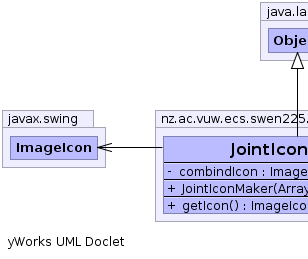 java.la
Obje
javax.swing
ImageIcon
nz.ac.vuw.ecs.swen225.
JointIcon
- combindIcon : Image
+ JointIconMaker(Array
+ getIcon() : ImageIco
yWorks UML Doclet